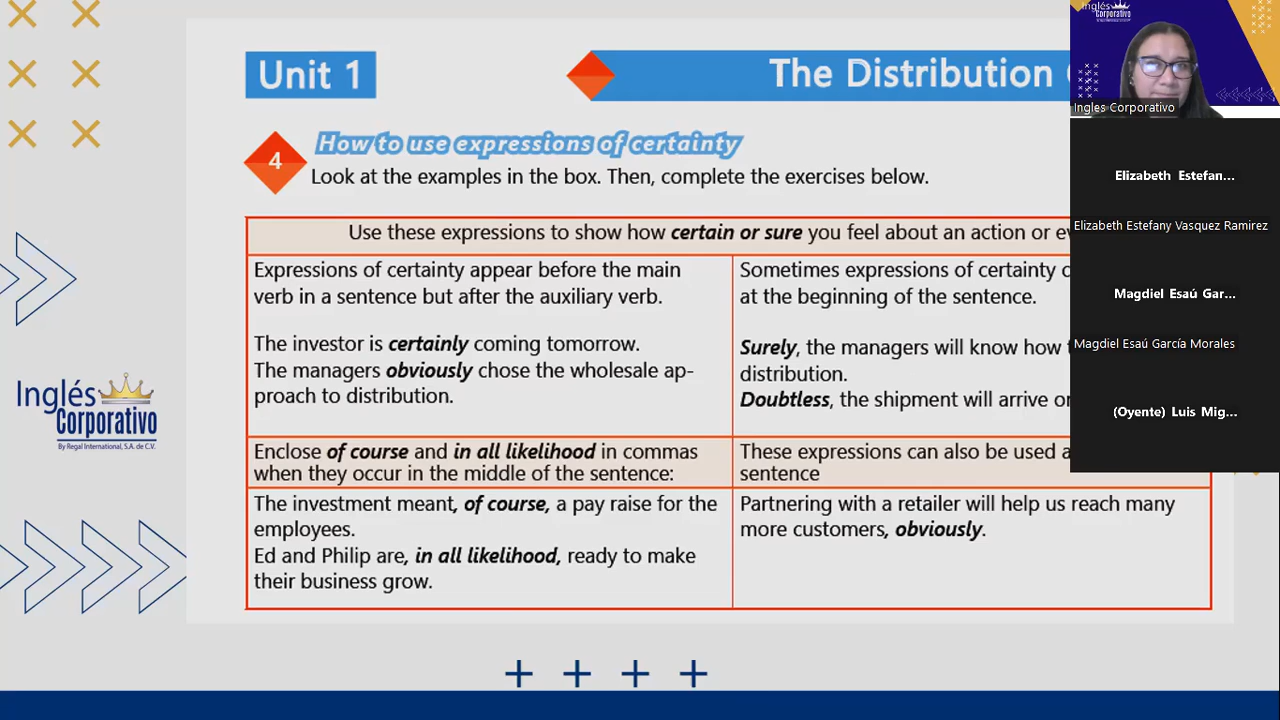 Unit 1
The Distribution
4
How to use expressions of certainty
Look at the examples in the box. Then, complete the exercises below.
Use these expressions to show how certain or sure you feel about an action or
Expressions of certainty appear before the main
verb in a sentence but after the auxiliary verb.
The investor is certainly coming tomorrow.
The managers obviously chose the wholesale ap-
proach to distribution.
Sometimes expressions of certainty
at the beginning of the sentence.
Surely, the managers will know how
distribution.
Doubtless, the shipment will arrive
Enclose of course and in all likelihood in commas
when they occur in the middle of the sentence:
These expressions can also be used
sentence
The investment meant, of course, a pay raise for the
employees.
Ed and Philip are, in all likelihood, ready to make
their business grow.
Partnering with a retailer will help us reach many
more customers, obviously.
Inglés
Corporativo
By Regal International, S.A. de C.V.
Inglés
Corporativo
Ingles Corporativo
Elizabeth Estefan...
Elizabeth Estefany Vasquez Ramirez
Magdiel Esaú Gar...
Magdiel Esaú García Morales
(Oyente) Luis Mig...